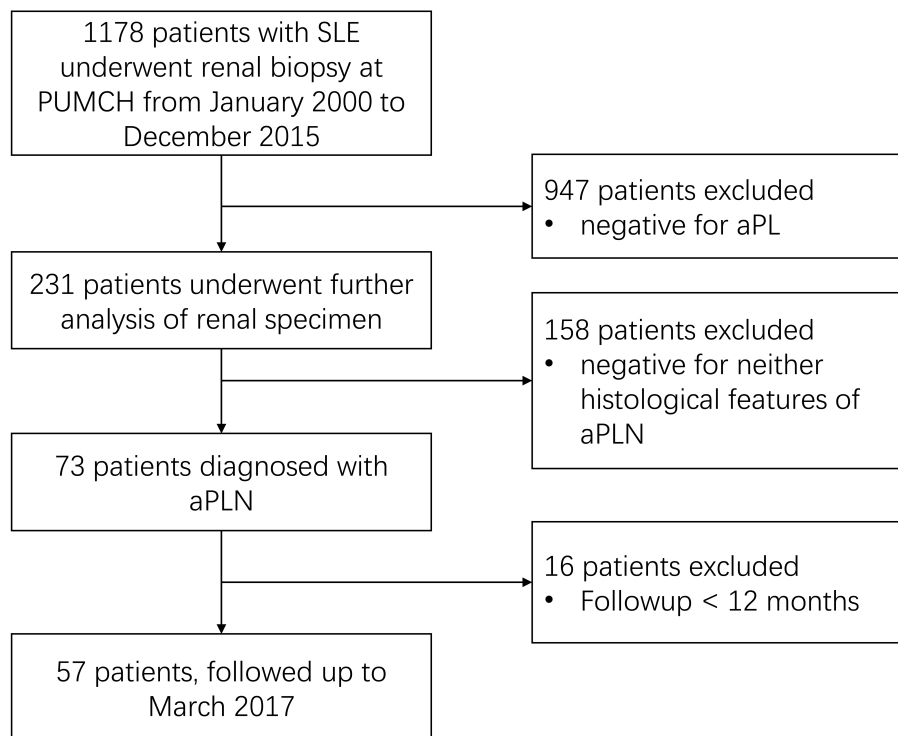 1178 patients with SLE
underwent renal biopsy at
PUMCH from January 2000 to
December 2015
947 patients excluded
• negative for aPL
231 patients underwent further
analysis of renal specimen
158 patients excluded
• negative for neither
histological features of
aPLN
73 patients diagnosed with
aPLN
16 patients excluded
• Followup < 12 months
57 patients, followed up to
March 2017